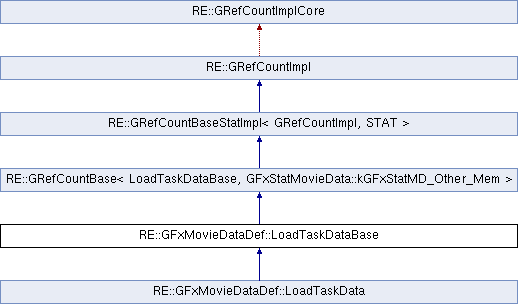 RE::GRefCountImplCore
RE::GRefCountImpl
RE::GRefCountBaseStatImpl< GRefCountImpl, STAT >
RE::GRefCountBase< LoadTaskDataBase, GFxStatMovieData::kGFxStatMD_Other_Mem >
RE::GFxMovieDataDef::LoadTaskDataBase
RE::GFxMovieDataDef::LoadTaskData